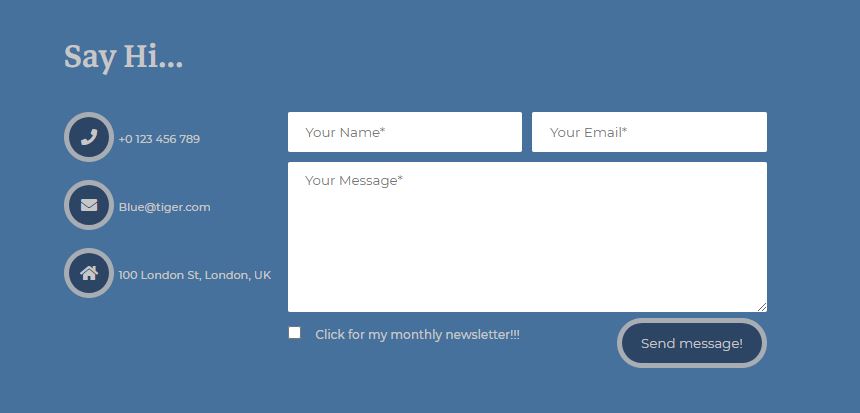 Say Hi...
+0 123 456 789
Blue@tiger.com
100 London St, London, UK
Your Name*
Your Email*
Your Message*
Click for my monthly newsletter!!!
Send message!